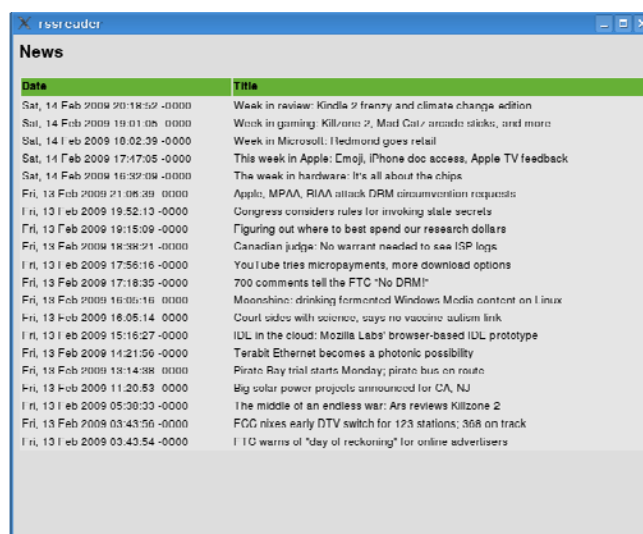 rssreader
News
Date Title
Sat, 14 Feb 2009 20:18:52 -0000 Week in review: Kindle 2 frenzy and climate change edition
Sat, 14 Feb 2009 19:01:05 -0000 Week in gaming: Killzone 2, Mad Catz arcade sticks, and more
Sat, 14 Feb 2009 18:02:39 -0000 Week in Microsoft: Redmond goes retail
Sat, 14 Feb 2009 17:47:05 -0000 This week in Apple: Emoji, iPhone doc access, Apple TV feedback
Sat, 14 Feb 2009 16:32:09 -0000 The week in hardware: It's all about the chips
Fri, 13 Feb 2009 21:06:39 -0000 Apple, MPAA, RIAA attack DRM circumvention requests
Fri, 13 Feb 2009 19:52:13 -0000 Congress considers rules for invoking state secrets
Fri, 13 Feb 2009 19:15:09 -0000 Figuring out where to best spend our research dollars
Fri, 13 Feb 2009 18:38:21 -0000 Canadian judge: No warrant needed to see ISP logs
Fri, 13 Feb 2009 17:56:16 -0000 YouTube tries micropayments, more download options
Fri, 13 Feb 2009 17:18:35 -0000 700 comments tell the FTC "No DRM!"
Fri, 13 Feb 2009 16:05:16 -0000 Moonshine: drinking fermented Windows Media content on Linux
Fri, 13 Feb 2009 16:05:14 -0000 Court sides with science, says no vaccine-autism link
Fri, 13 Feb 2009 15:16:27 -0000 IDE in the cloud: Mozilla Labs' browser-based IDE prototype
Fri, 13 Feb 2009 14:21:56 -0000 Terabit Ethernet becomes a photonic possibility
Fri, 13 Feb 2009 13:14:38 -0000 Pirate Bay trial starts Monday; pirate bus en route
Fri, 13 Feb 2009 11:20:53 -0000 Big solar power projects announced for CA, NJ
Fri, 13 Feb 2009 05:38:33 -0000 The middle of an endless war: Ars reviews Killzone 2
Fri, 13 Feb 2009 03:43:56 -0000 FCC nixes early DTV switch for 123 stations; 368 on track
Fri, 13 Feb 2009 03:43:54 -0000 FTC warns of "day of reckoning" for online advertisers